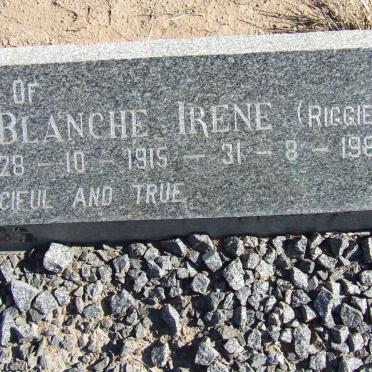 OF
BLANCHE IRENE (RIGGIE
28 - 10 - 1915 - 31 - 8 - 198
CIFUL AND TRUE